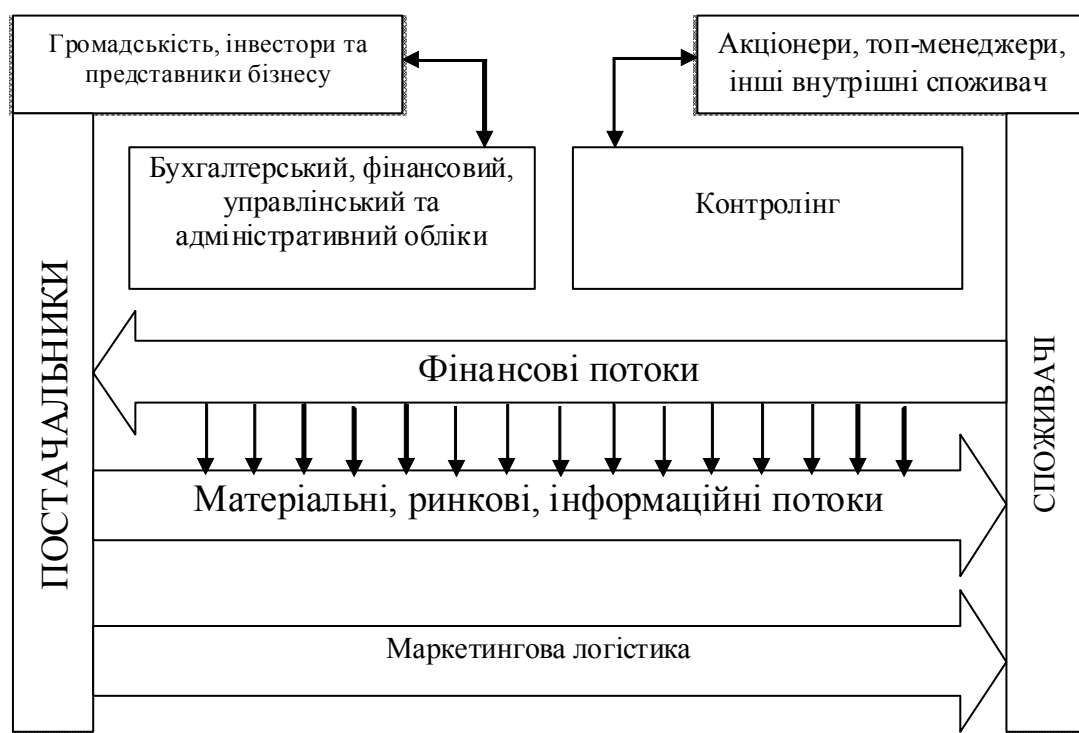 Громадськість, інвестори та
представники бізнесу
Акціонери, топ-менеджери,
інші внутрішні споживач
Бухгалтерський, фінансовий,
управлінський та
адміністративний обліки
Контролінг
ПОСТАЧАЛЬНИКИ
Фінансові потоки
Матеріальні, ринкові, інформаційні потоки
Маркетингова логістика
СПОЖИВАЧІ